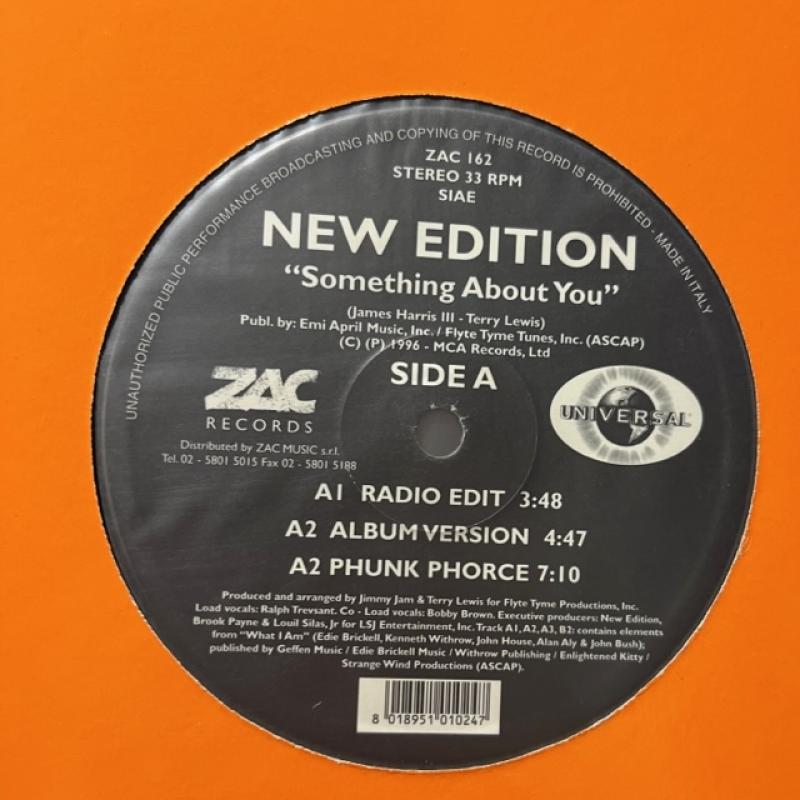 UNAUTHORIZED PUBLIC PERFORMANCE BROADCASTING AND COPYING OF THIS RECORD IS PROHIBITED - MADE IN ITALY
ZAC 162
STEREO 33 RPM
SIAE
NEW EDITION
"Something About You"
(James Harris III - Terry Lewis)
Publ. by: Emi April Music, Inc. / Flyte Tyme Tunes, Inc. (ASCAP)
(C) (P) 1996 - MCA Records, Ltd
SIDE A
ZAC
RECORDS
UNIVERSAL
Distributed by ZAC MUSIC s.r.l.
Tel. 02 - 5801 5015 Fax 02 - 5801 5188
A1 RADIO EDIT 3:48
A2 ALBUM VERSION 4:47
A2 PHUNK PHORCE 7:10
Produced and arranged by Jimmy Jam & Terry Lewis for Flyte Tyme Productions, Inc.
Load vocals: Ralph Trevsant. Co - Load vocals: Bobby Brown. Executive producers: New Edition,
Brook Payne & Louil Silas, Jr for LSJ Entertainment, Inc. Track A1, A2, A3, B2: contains elements
from "What I Am" (Edie Brickell, Kenneth Withrow, John House, Alan Aly & John Bush);
published by Geffen Music / Edie Brickell Music / Withrow Publishing / Enlightened Kitty /
Strange Wind Productions (ASCAP).
8 018951 010247